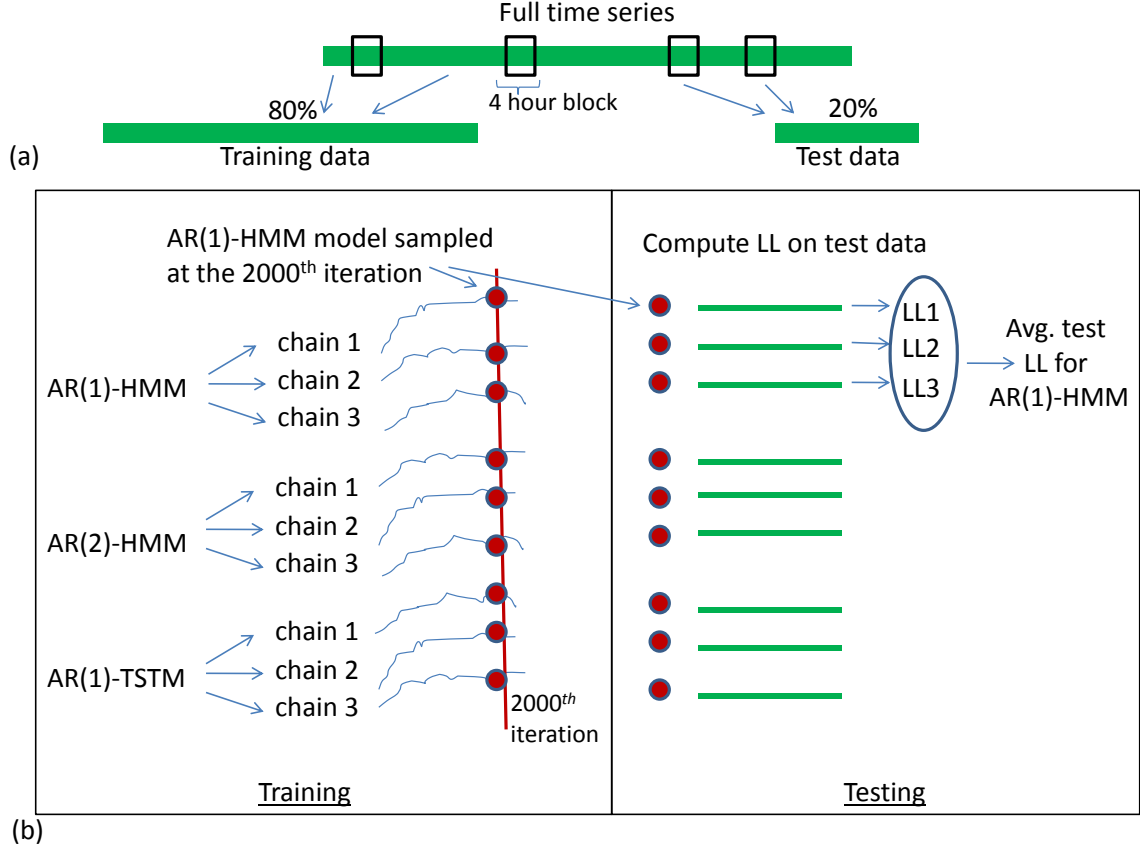 Full time series
4 hour block
80%
20%
Training data
Test data
(a)
AR(1)-HMM model sampled
at the 2000th iteration
Compute LL on test data
AR(1)-HMM
chain 1
chain 2
chain 3
AR(2)-HMM
chain 1
chain 2
chain 3
AR(1)-TSTM
chain 1
chain 2
chain 3
2000th
iteration
LL1
LL2
LL3
Avg. test
LL for
AR(1)-HMM
Training
Testing
(b)